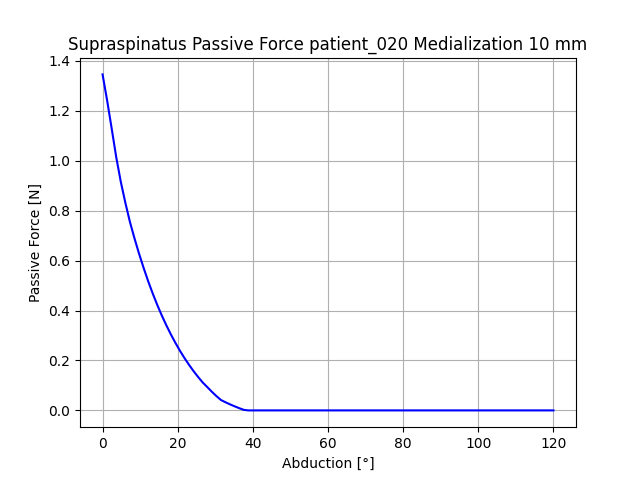 Supraspinatus Passive Force patient_020 Medialization 10 mm
1.4
1.2
1.0
0.8
0.6
0.4
0.2
0.0
Passive Force [N]
0 20 40 60 80 100 120
Abduction [°]